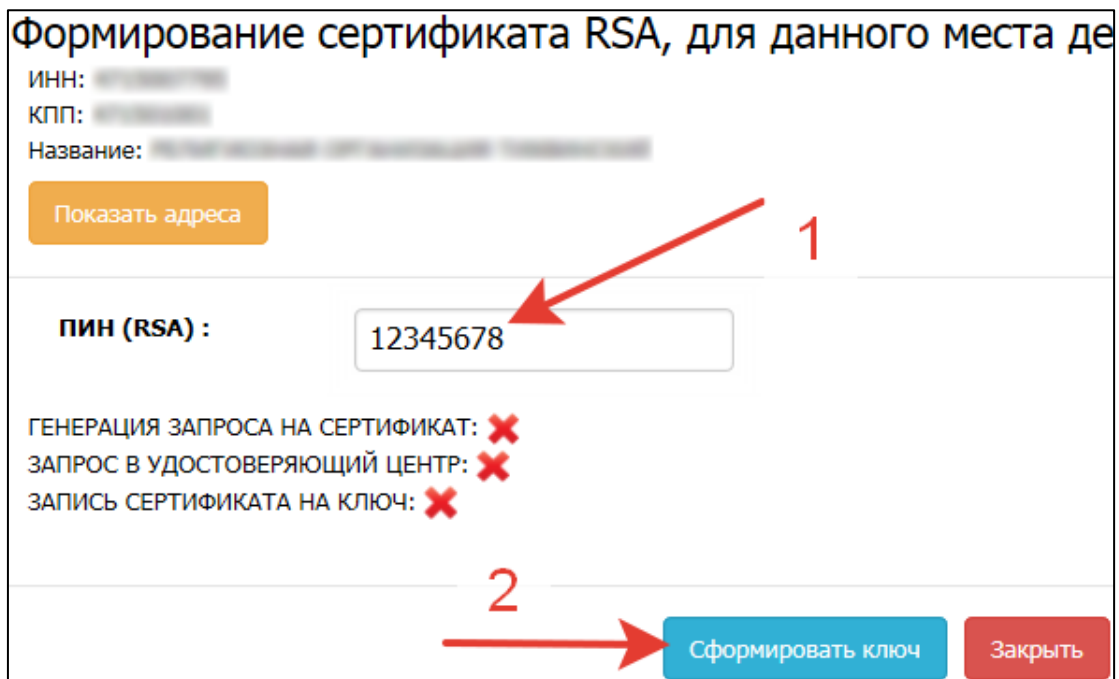 Формирование сертификата RSA, для данного места де
ИНН:
КПП:
Название:
Показать адреса
1
ПИН (RSA) :
12345678
ГЕНЕРАЦИЯ ЗАПРОСА НА СЕРТИФИКАТ:
ЗАПРОС В УДОСТОВЕРЯЮЩИЙ ЦЕНТР:
ЗАПИСЬ СЕРТИФИКАТА НА КЛЮЧ:
2
Сформировать ключ
Закрыть